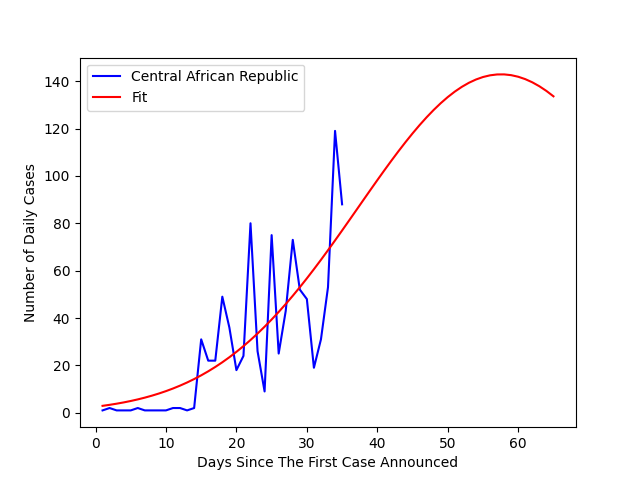 Central African Republic
Fit
140
120
100
80
60
40
20
0
Number of Daily Cases
0 10 20 30 40 50 60
Days Since The First Case Announced